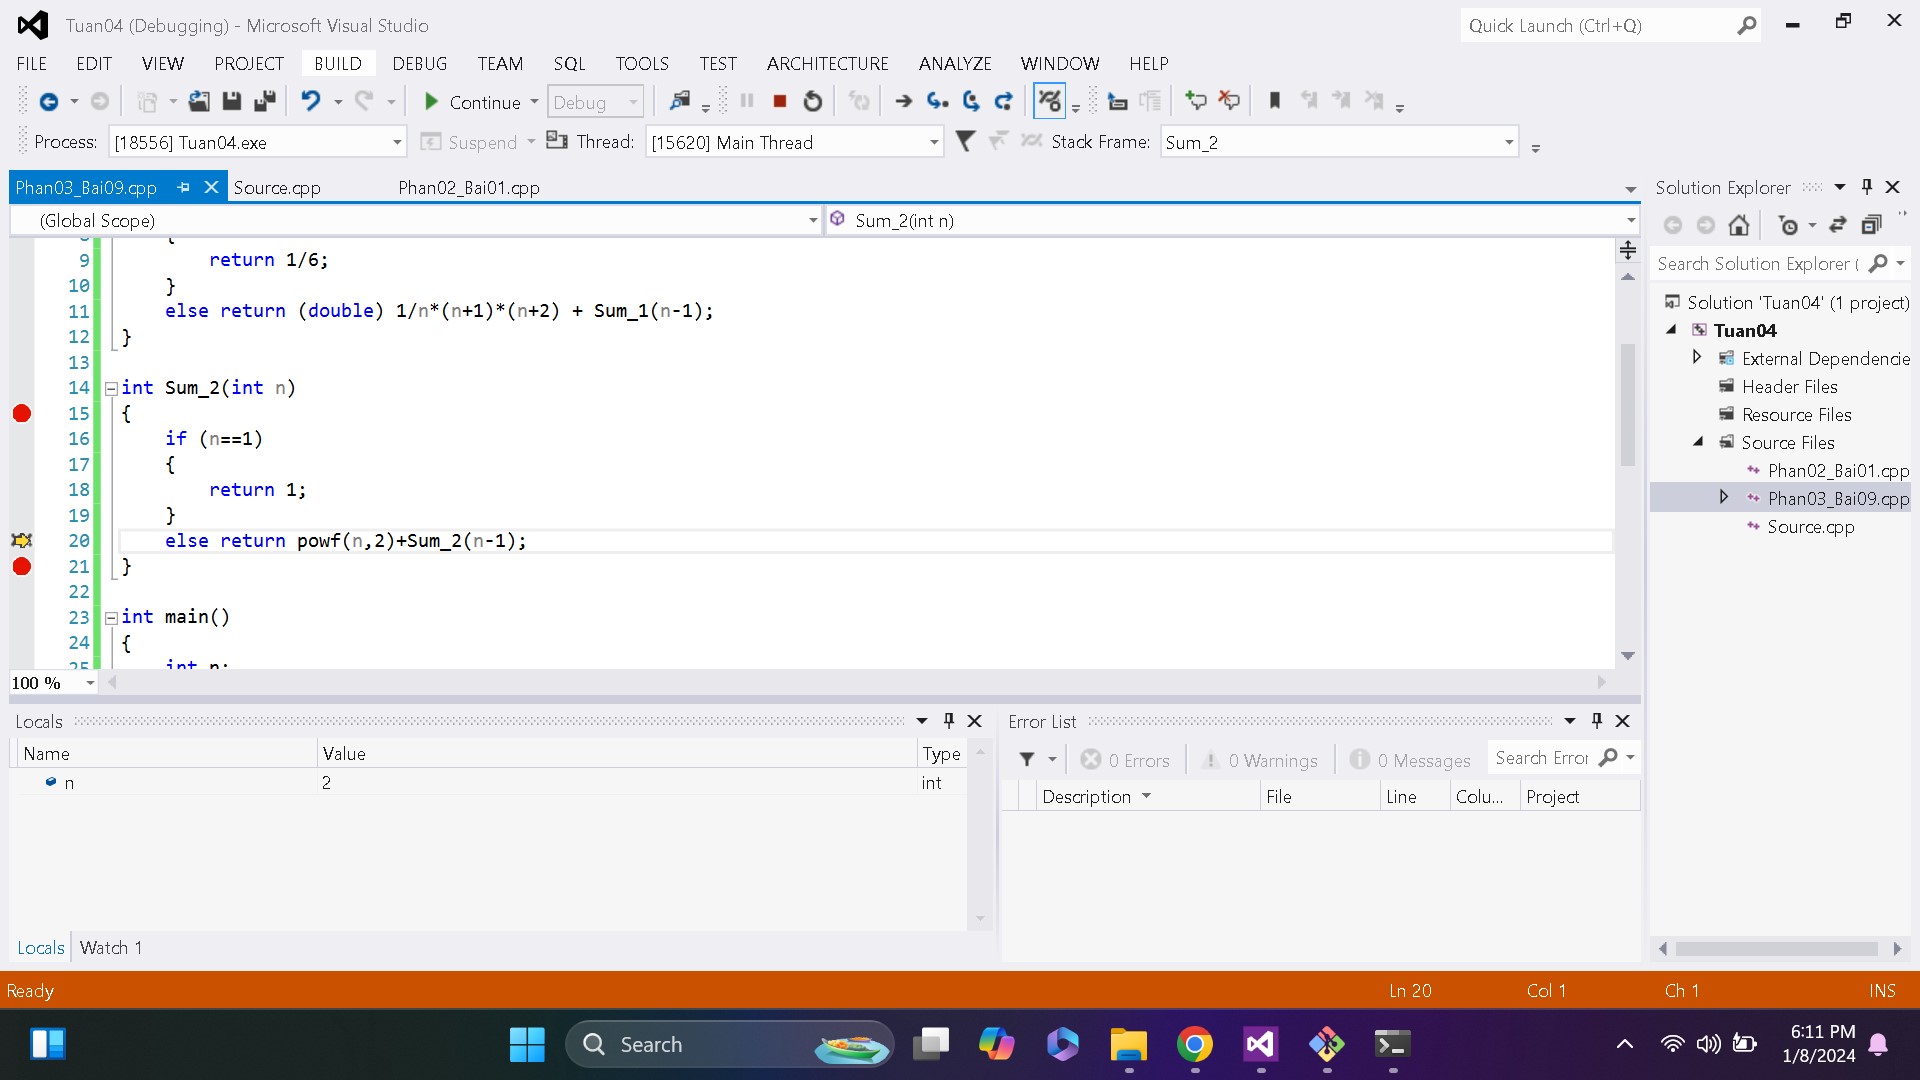 Tuan04 (Debugging) - Microsoft Visual Studio
Quick Launch (Ctrl+Q)
FILE EDIT VIEW PROJECT BUILD DEBUG TEAM SQL TOOLS TEST ARCHITECTURE ANALYZE WINDOW HELP
Continue Debug
Process: [18556] Tuan04.exe Suspend Thread: [15620] Main Thread Stack Frame: Sum_2
Phan03_Bai09.cpp Source.cpp Phan02_Bai01.cpp
(Global Scope) Sum_2(int n)
8 {
9 return 1/6;
10 }
11 else return (double) 1/n*(n+1)*(n+2) + Sum_1(n-1);
12 }
13
14 int Sum_2(int n)
15 {
16 if (n==1)
17 {
18 return 1;
19 }
20 else return powf(n,2)+Sum_2(n-1);
21 }
22
23 int main()
24 {
25 int n;
100 %
Solution Explorer
Search Solution Explorer (
Solution 'Tuan04' (1 project)
Tuan04
External Dependencie
Header Files
Resource Files
Source Files
Phan02_Bai01.cpp
Phan03_Bai09.cpp
Source.cpp
Locals
Name Value Type
n 2 int
Locals Watch 1
Error List
0 Errors 0 Warnings 0 Messages Search Error
Description File Line Colu... Project
Ready Ln 20 Col 1 Ch 1 INS
Search
6:11 PM
1/8/2024